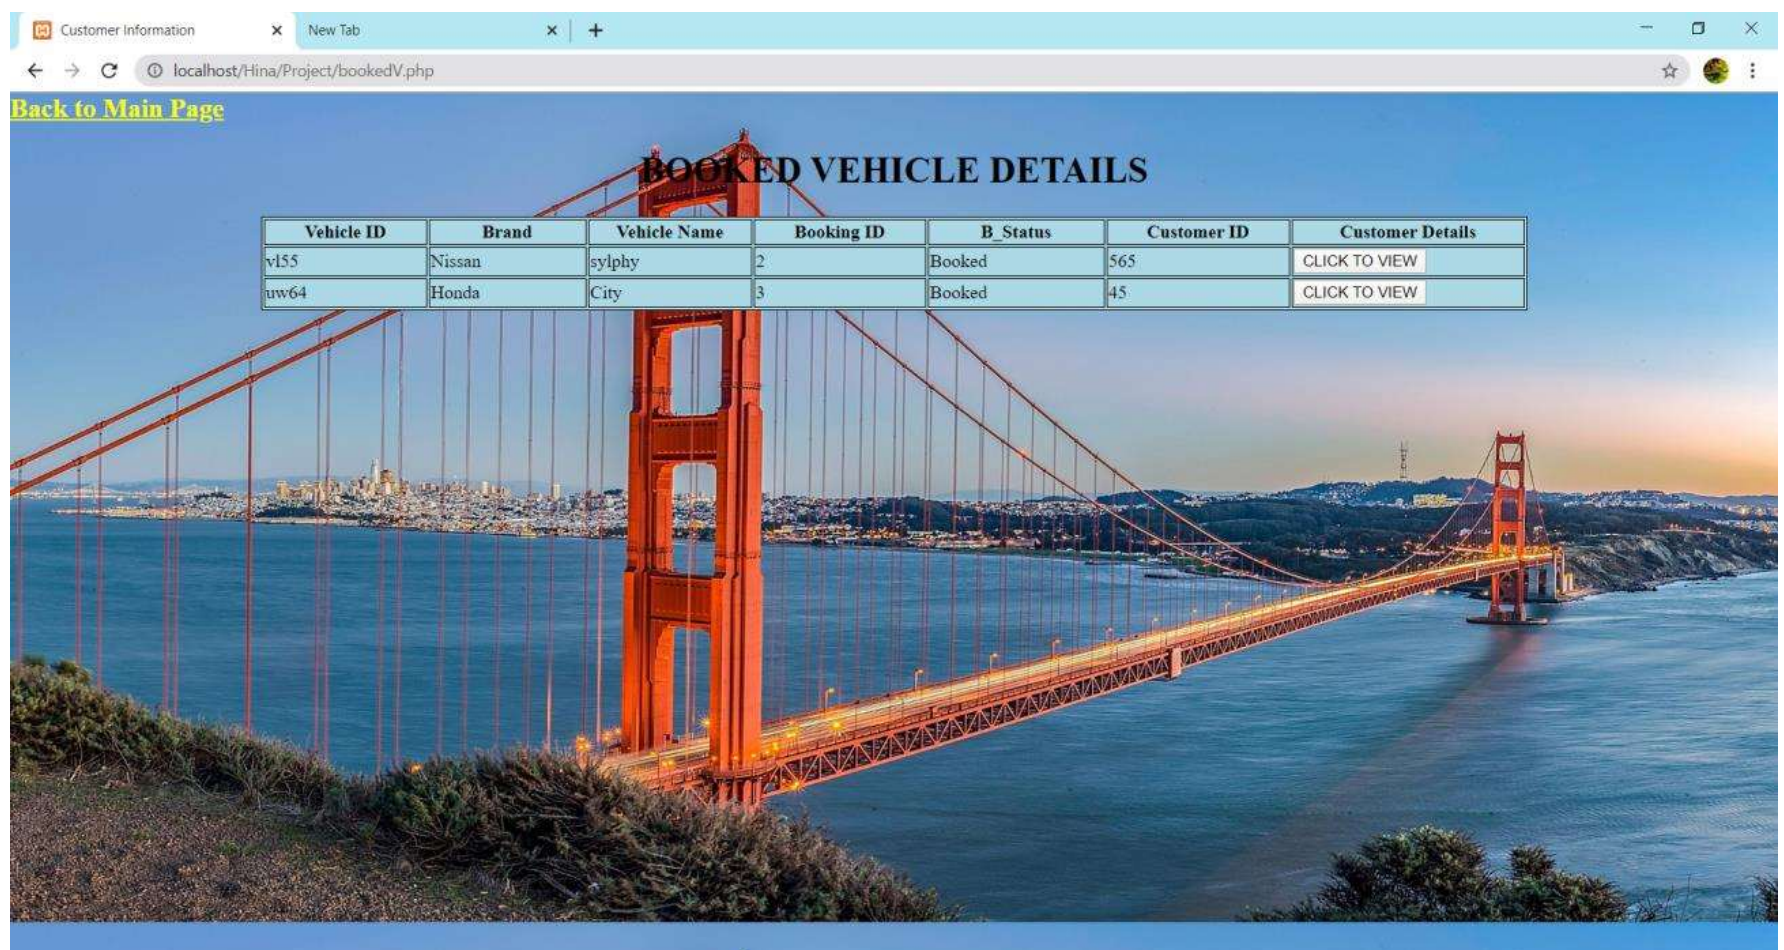 Customer Information New Tab
localhost/Hina/Project/bookedV.php
Back to Main Page
BOOKED VEHICLE DETAILS
Vehicle ID Brand Vehicle Name Booking ID B_Status Customer ID Customer Details
vl55 Nissan sylphy 2 Booked 565 CLICK TO VIEW
uw64 Honda City 3 Booked 45 CLICK TO VIEW